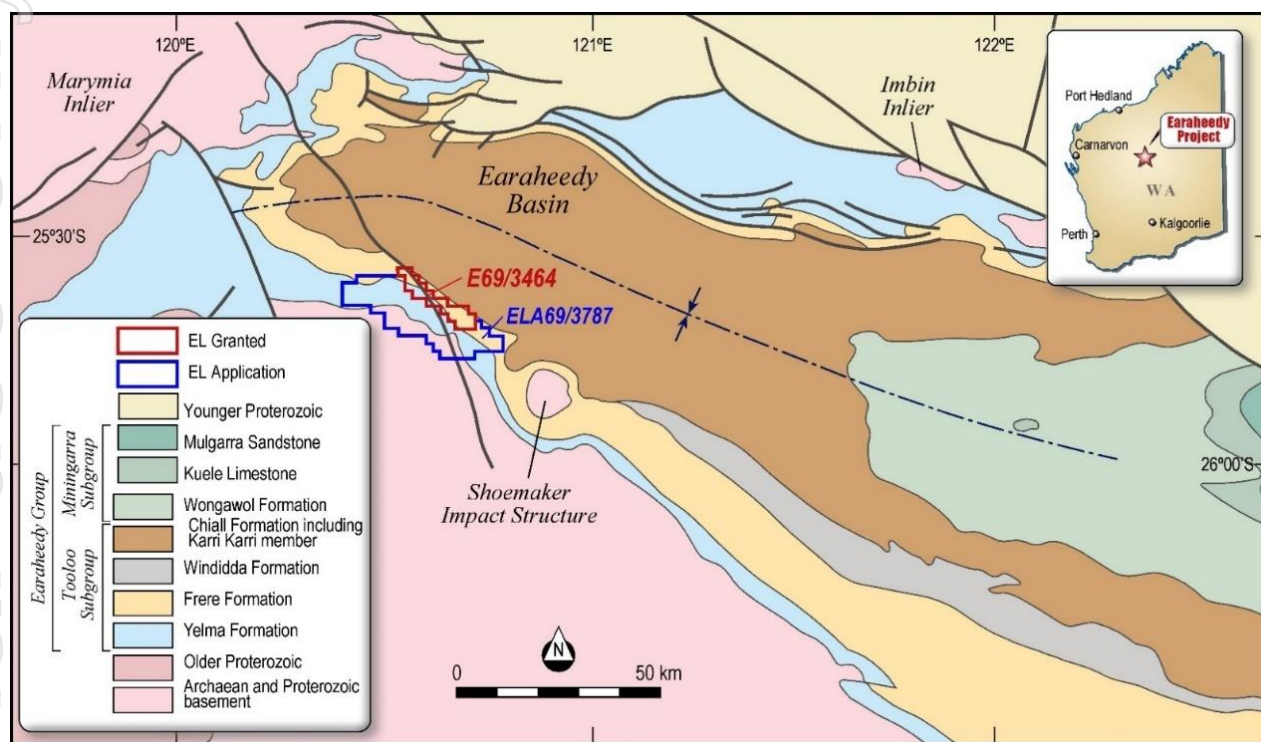 120°E
121°E
122°E
Marymia
Inlier
Imbin
Inlier
Earaheedy
Basin
25º30'S
E69/3464
ELA69/3787
26º00'S
Shoemaker
Impact Structure
Port Hedland
Earaheedy
Project
Carnarvon
WA
Kalgoorlie
Perth
EL Granted
EL Application
Younger Proterozoic
Earaheedy Group
Miningarra
Subgroup
Mulgarra Sandstone
Kuele Limestone
Wongawol Formation
Tooloo
Subgroup
Chiall Formation including
Karri Karri member
Windidda Formation
Frere Formation
Yelma Formation
Older Proterozoic
Archaean and Proterozoic
basement
N
0
50 km